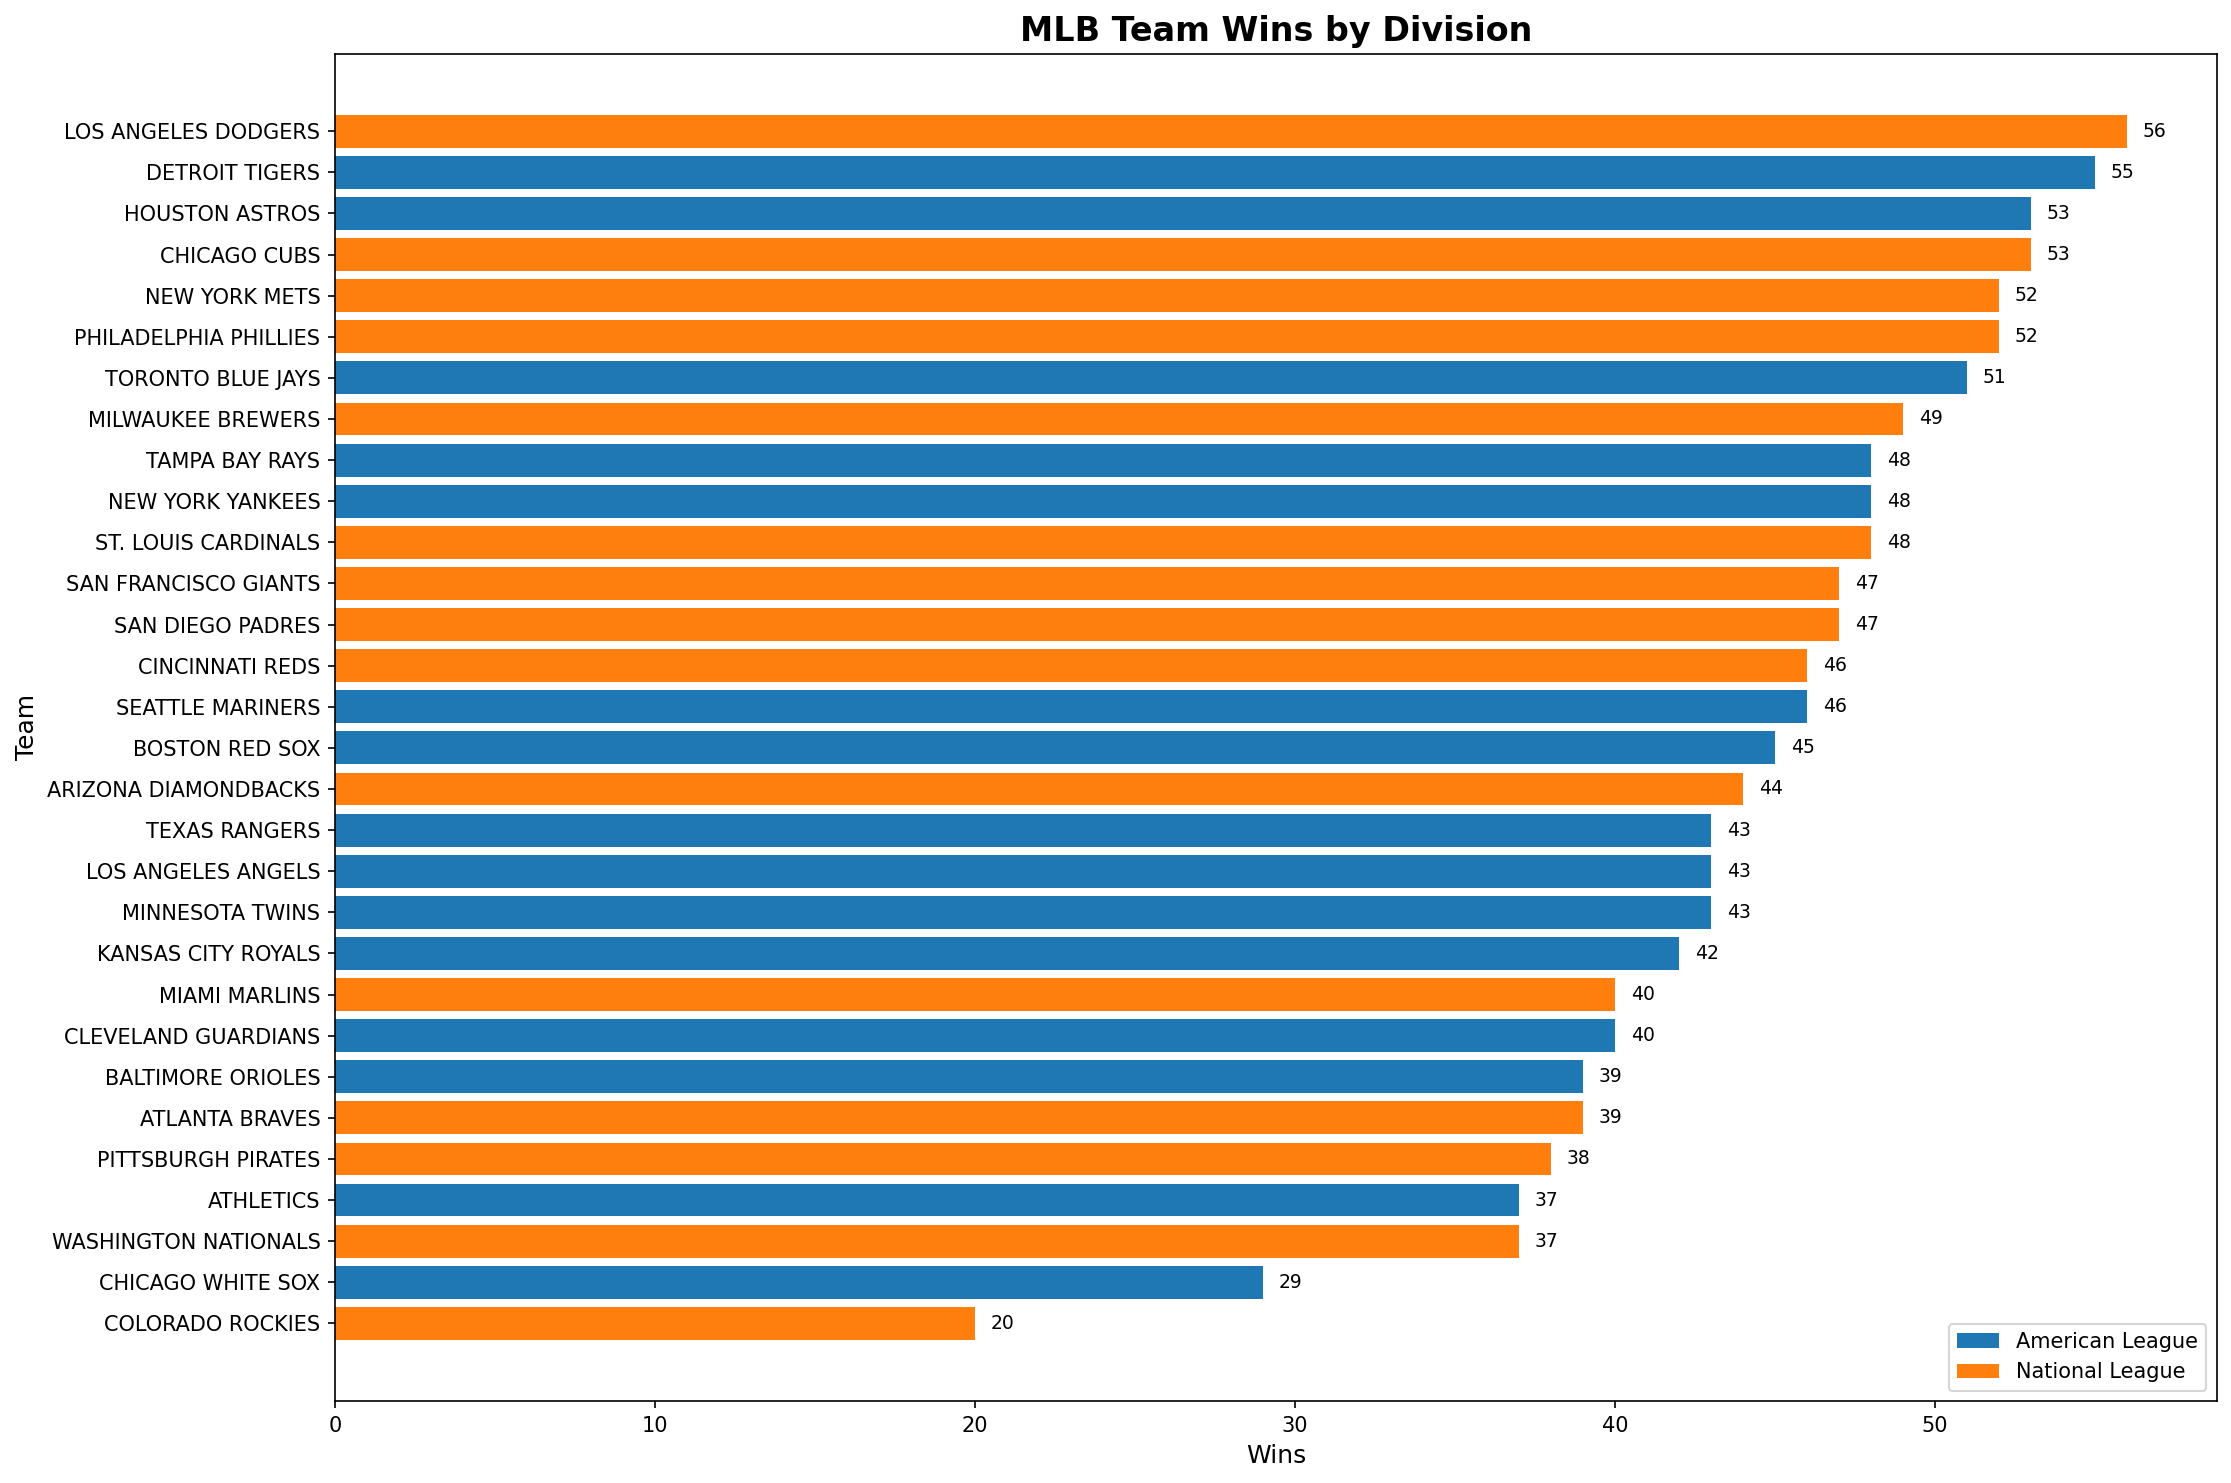 MLB Team Wins by Division
LOS ANGELES DODGERS 56
DETROIT TIGERS 55
HOUSTON ASTROS 53
CHICAGO CUBS 53
NEW YORK METS 52
PHILADELPHIA PHILLIES 52
TORONTO BLUE JAYS 51
MILWAUKEE BREWERS 49
TAMPA BAY RAYS 48
NEW YORK YANKEES 48
ST. LOUIS CARDINALS 48
SAN FRANCISCO GIANTS 47
SAN DIEGO PADRES 47
CINCINNATI REDS 46
SEATTLE MARINERS 46
BOSTON RED SOX 45
ARIZONA DIAMONDBACKS 44
TEXAS RANGERS 43
LOS ANGELES ANGELS 43
MINNESOTA TWINS 43
KANSAS CITY ROYALS 42
MIAMI MARLINS 40
CLEVELAND GUARDIANS 40
BALTIMORE ORIOLES 39
ATLANTA BRAVES 39
PITTSBURGH PIRATES 38
ATHLETICS 37
WASHINGTON NATIONALS 37
CHICAGO WHITE SOX 29
COLORADO ROCKIES 20
Team
American League
National League
0 10 20 30 40 50
Wins